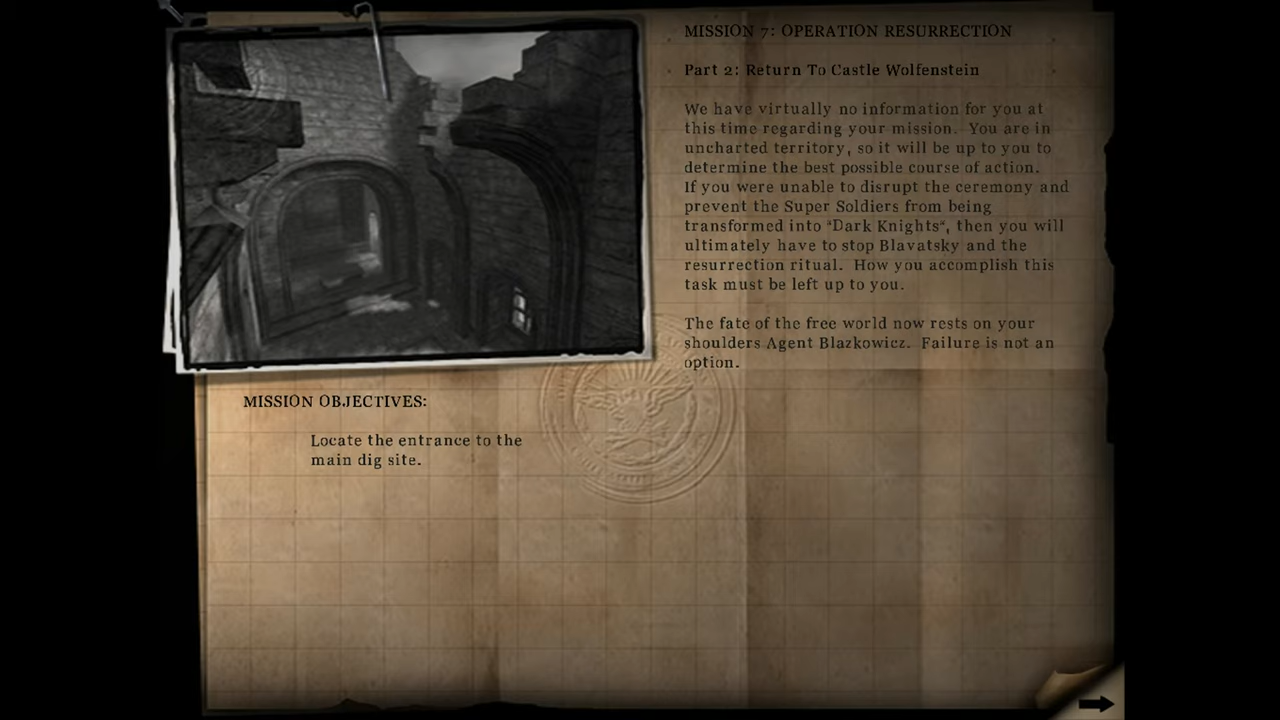 MISSION 7: OPERATION RESURRECTION
Part 2: Return To Castle Wolfenstein
We have virtually no information for you at
this time regarding your mission. You are in
uncharted territory, so it will be up to you to
determine the best possible course of action.
If you were unable to disrupt the ceremony and
prevent the Super Soldiers from being
transformed into "Dark Knights", then you will
ultimately have to stop Blavatsky and the
resurrection ritual. How you accomplish this
task must be left up to you.
The fate of the free world now rests on your
shoulders Agent Blazkowicz. Failure is not an
option.
MISSION OBJECTIVES:
Locate the entrance to the
main dig site.